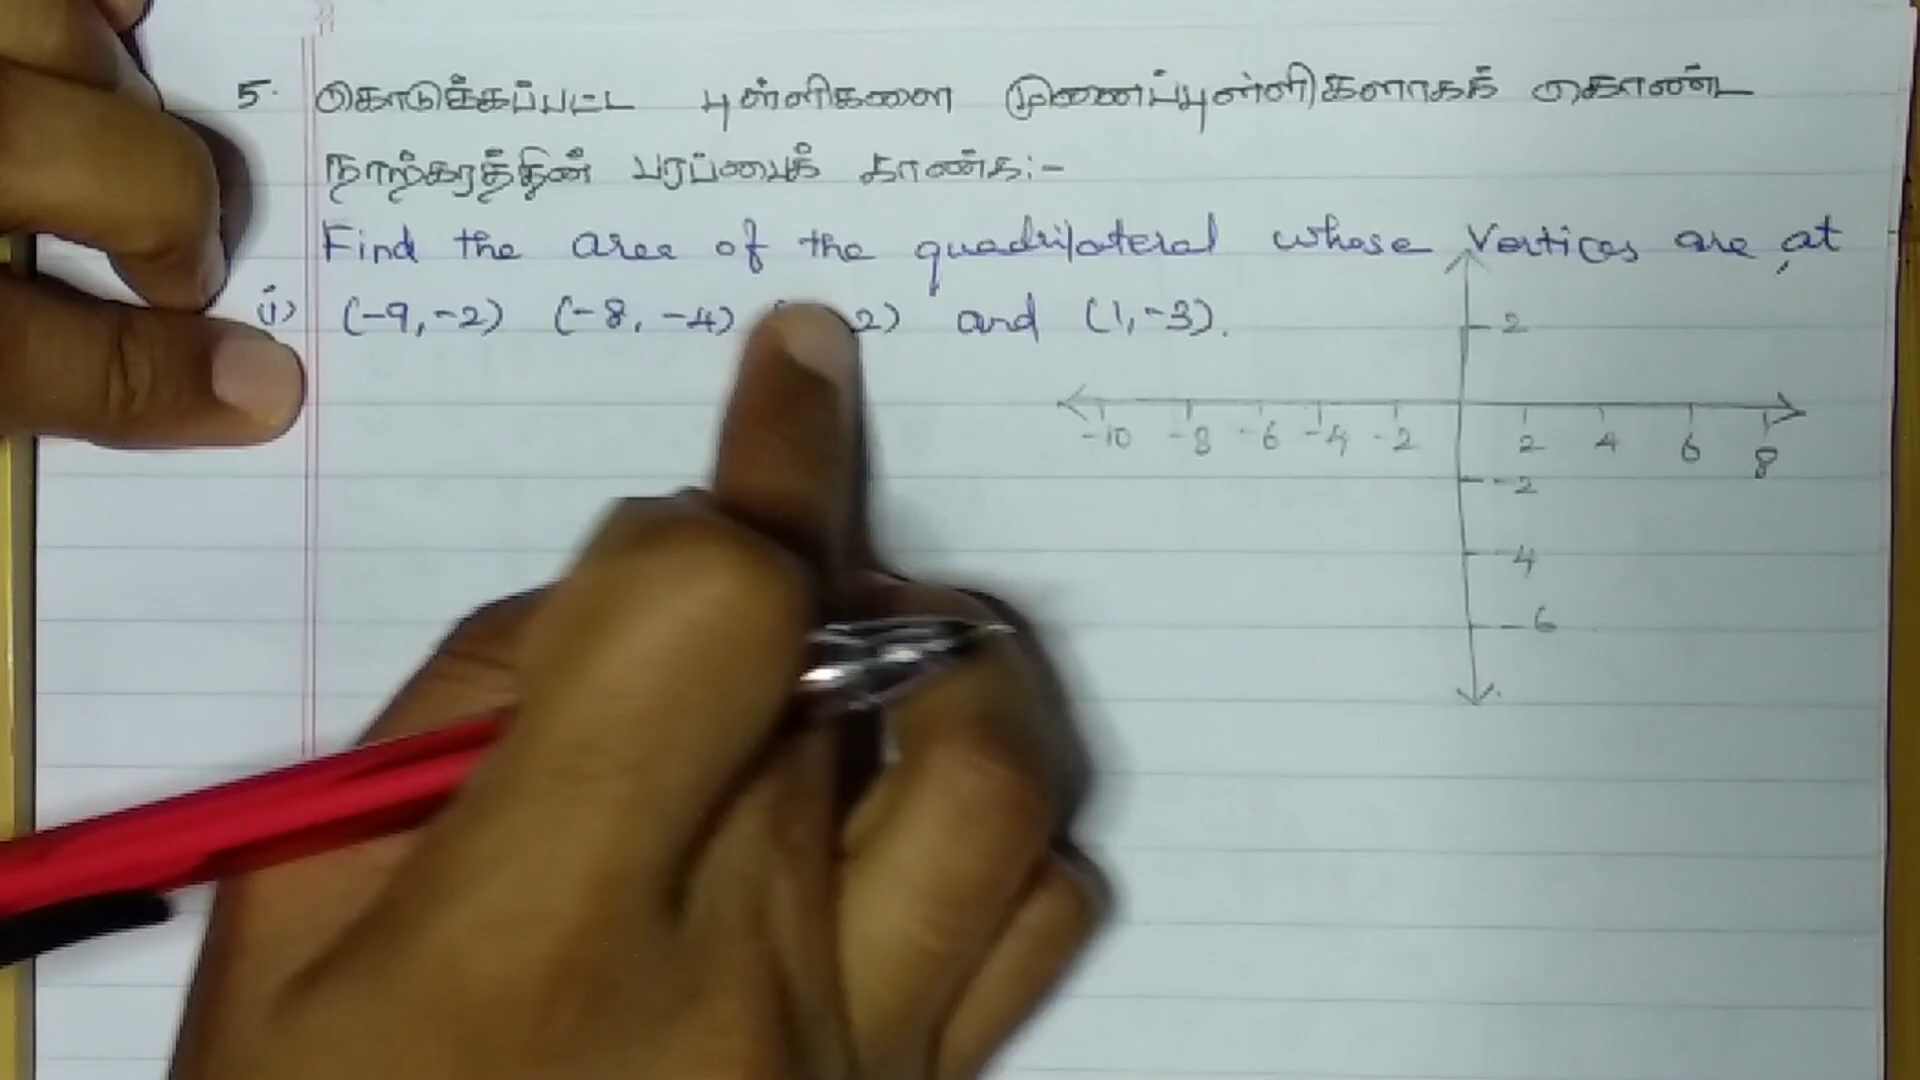 5. கொடுக்கப்பட்ட புள்ளிகளை முனைப்புள்ளிகளாகக் கொண்ட
நாற்கரத்தின் பரப்பைக் காண்க:-
Find the area of the quadrilateral whose Vertices are at
i) (-9,-2) (-8,-4) ( 2) and (1,-3).
2
-10 -8 -6 -4 -2 2 4 6 8
-2
-4
-6